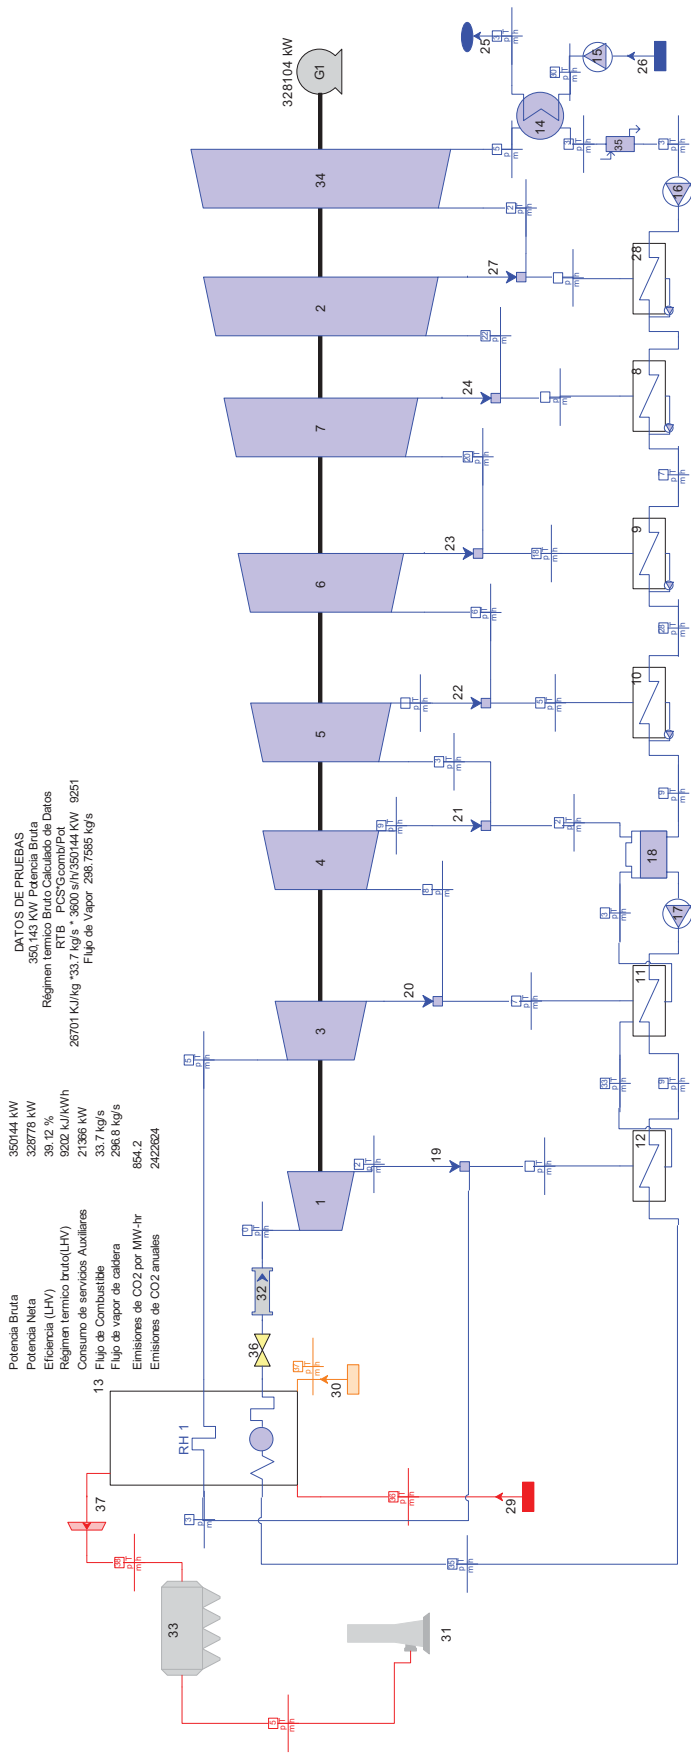 Potencia Bruta 350144 kW
Potencia Neta 328778 kW
Eficiencia (LHV) 39.12 %
Régimen termico bruto(LHV) 9202 kJ/kWh
Consumo de servicios Auxiliares 21366 kW
Flujo de Combustible 33.7 kg/s
Flujo de vapor de caldera 296.8 kg/s
Eimisiones de CO2 por MW-hr 854.2
Emisiones de CO2 anuales 2422624
DATOS DE PRUEBAS
350,143 KW Potencia Bruta
Régimen termico Bruto Calculado de Datos
RTB PCS*Gcomb/Pot
26701 KJ/kg *33.7 kg/s * 3600 s/h/350144 KW 9251
Flujo de Vapor 298.7585 kg/s
328104 kW
G1
37
13
RH 1
36
32
1
3
4
5
6
7
2
34
33
31
29
30
19
20
21
22
23
24
27
14
25
15
26
35
16
12
11
17
18
10
9
8
28